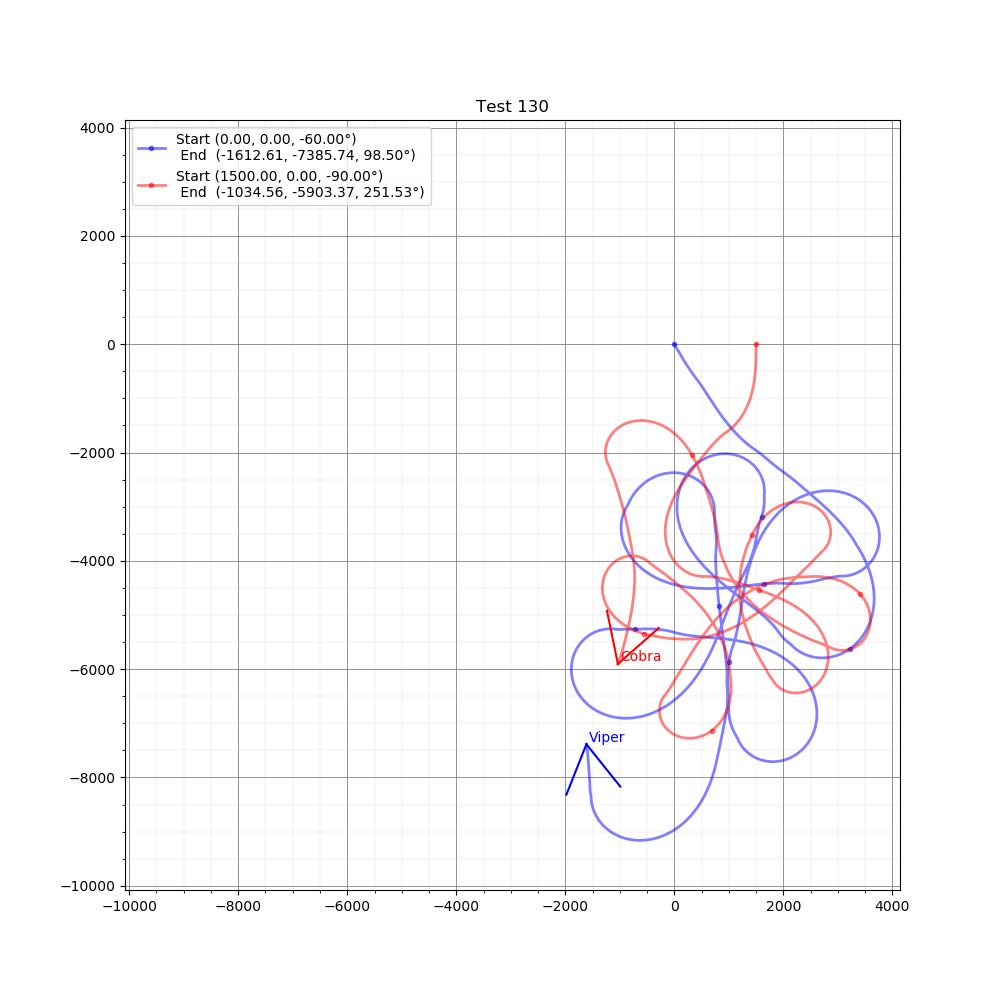 Test 130
Start (0.00, 0.00, -60.00°)
End (-1612.61, -7385.74, 98.50°)
Start (1500.00, 0.00, -90.00°)
End (-1034.56, -5903.37, 251.53°)
4000
2000
0
−2000
−4000
−6000
−8000
−10000
Cobra
Viper
−10000 −8000 −6000 −4000 −2000 0 2000 4000